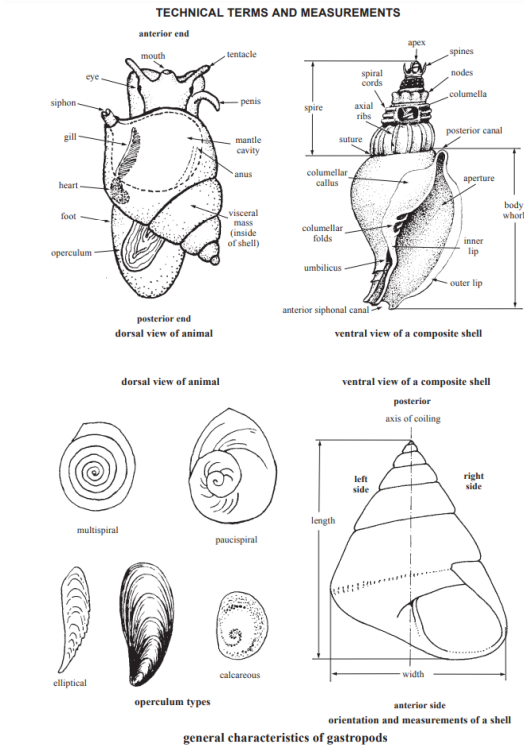 TECHNICAL TERMS AND MEASUREMENTS
anterior end
mouth
tentacle
eye
siphon
penis
gill
mantle
cavity
anus
heart
foot
visceral
mass
(inside
of shell)
operculum
posterior end
dorsal view of animal
apex
spines
spiral
cords
nodes
columella
spire
axial
ribs
posterior canal
suture
columellar
callus
aperture
body
whorl
columellar
folds
inner
lip
umbilicus
outer lip
anterior siphonal canal
ventral view of a composite shell
dorsal view of animal
ventral view of a composite shell
multispiral
paucispiral
elliptical
calcareous
operculum types
posterior
axis of coiling
left
side
right
side
length
width
anterior side
orientation and measurements of a shell
general characteristics of gastropods